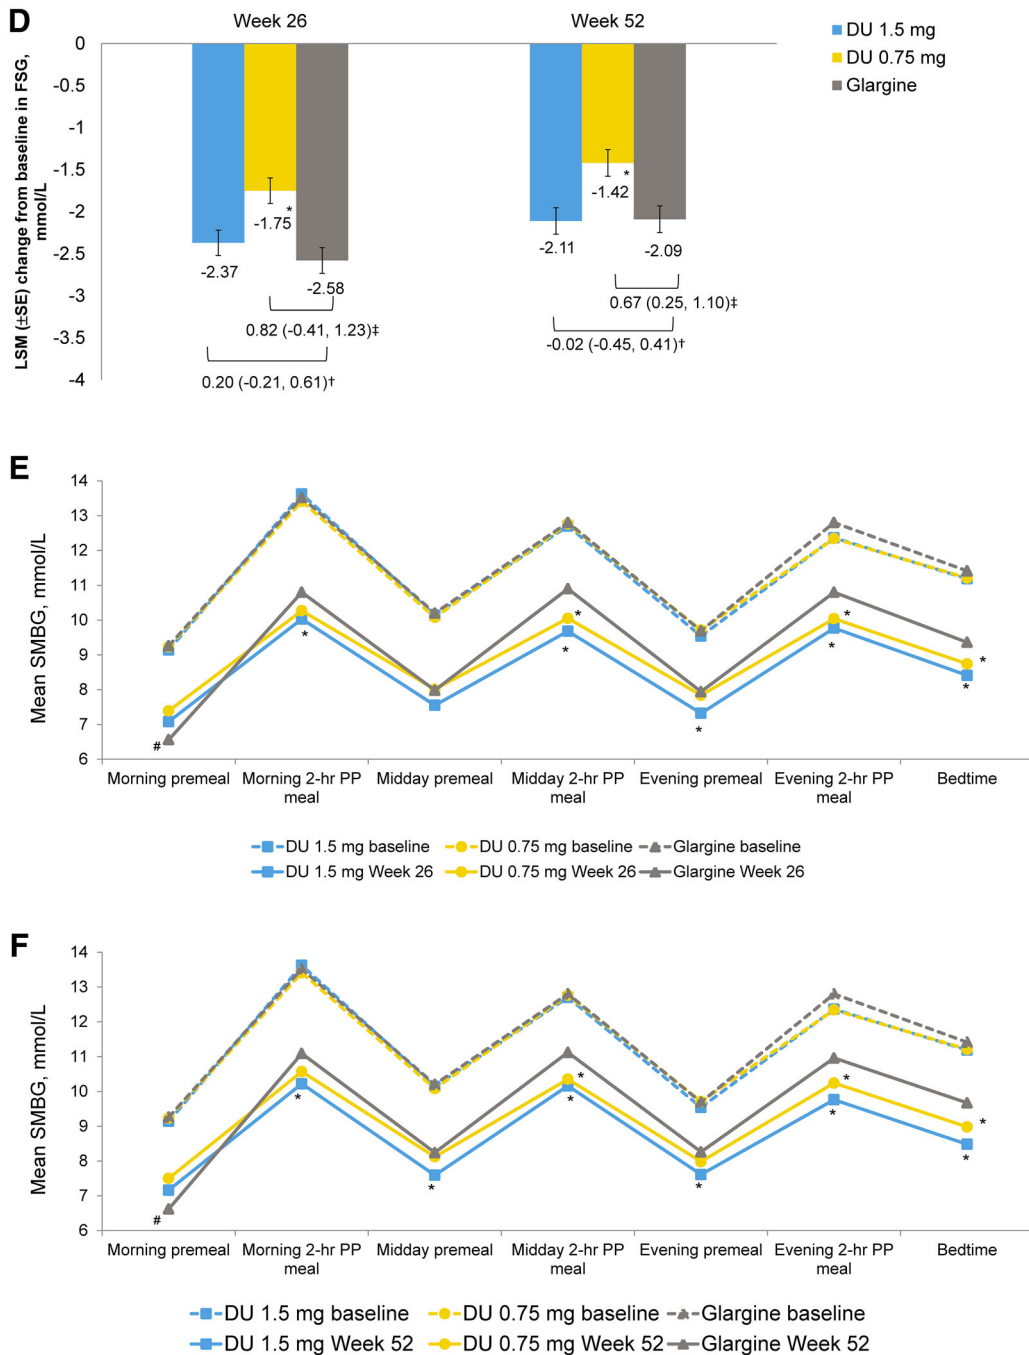 D
Week 26
Week 52
DU 1.5 mg
DU 0.75 mg
Glargine
LSM (±SE) change from baseline in FSG,
mmol/L
0
-0.5
-1
-1.5
-2
-2.5
-3
-3.5
-4
-2.37
-1.75
*
-2.58
0.82 (-0.41, 1.23)‡
0.20 (-0.21, 0.61)†
-2.11
-1.42
*
-2.09
0.67 (0.25, 1.10)‡
-0.02 (-0.45, 0.41)†
E
Mean SMBG, mmol/L
14
13
12
11
10
9
8
7
6
#
*
*
*
*
*
*
*
*
Morning premeal
Morning 2-hr PP
meal
Midday premeal
Midday 2-hr PP
meal
Evening premeal
Evening 2-hr PP
meal
Bedtime
DU 1.5 mg baseline
DU 0.75 mg baseline
Glargine baseline
DU 1.5 mg Week 26
DU 0.75 mg Week 26
Glargine Week 26
F
Mean SMBG, mmol/L
14
13
12
11
10
9
8
7
6
#
*
*
*
*
*
*
*
*
*
Morning premeal
Morning 2-hr PP
meal
Midday premeal
Midday 2-hr PP
meal
Evening premeal
Evening 2-hr PP
meal
Bedtime
DU 1.5 mg baseline
DU 0.75 mg baseline
Glargine baseline
DU 1.5 mg Week 52
DU 0.75 mg Week 52
Glargine Week 52